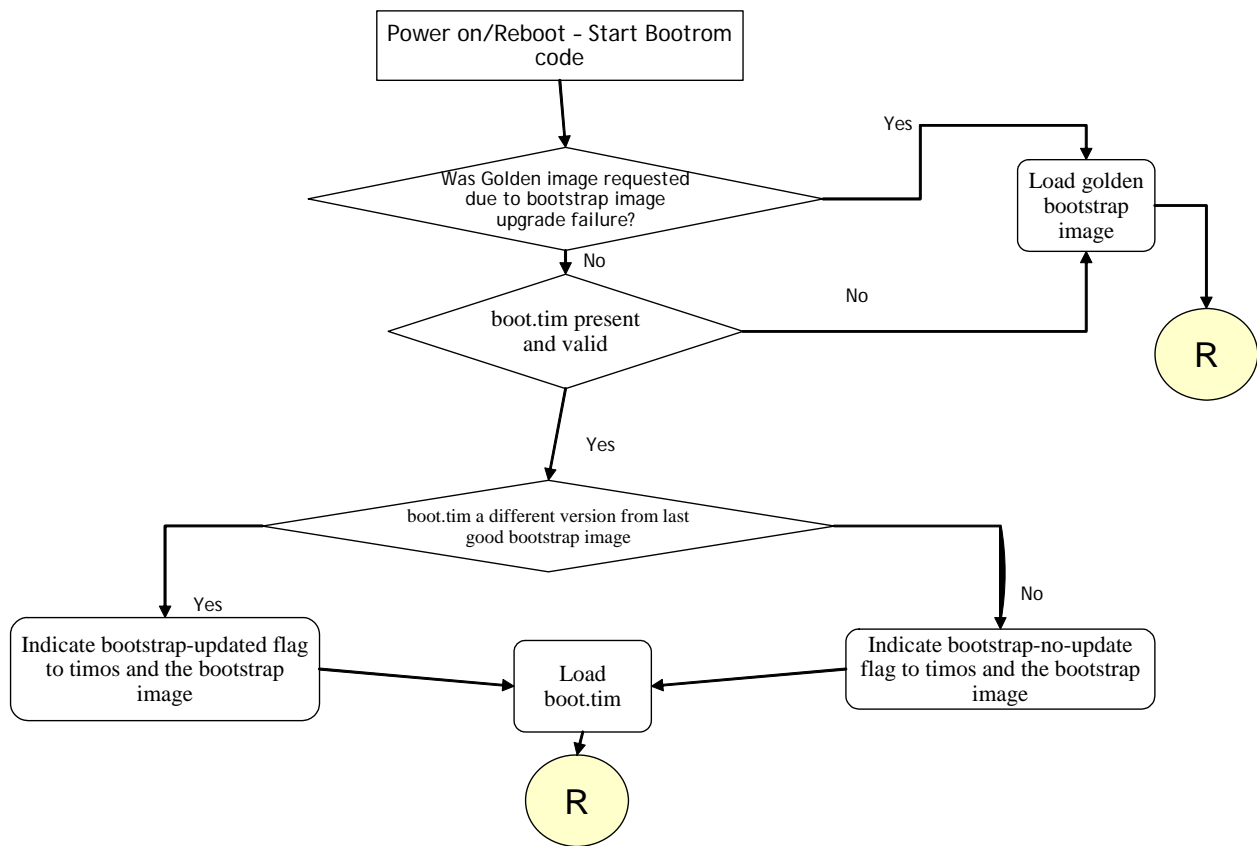 Power on/Reboot – Start Bootrom
code
Yes
Was Golden image requested
due to bootstrap image
upgrade failure?
Load golden
bootstrap
image
No
No
boot.tim present
and valid
R
Yes
boot.tim a different version from last
good bootstrap image
Yes
No
Indicate bootstrap-updated flag
to timos and the bootstrap
image
Load
boot.tim
Indicate bootstrap-no-update
flag to timos and the bootstrap
image
R